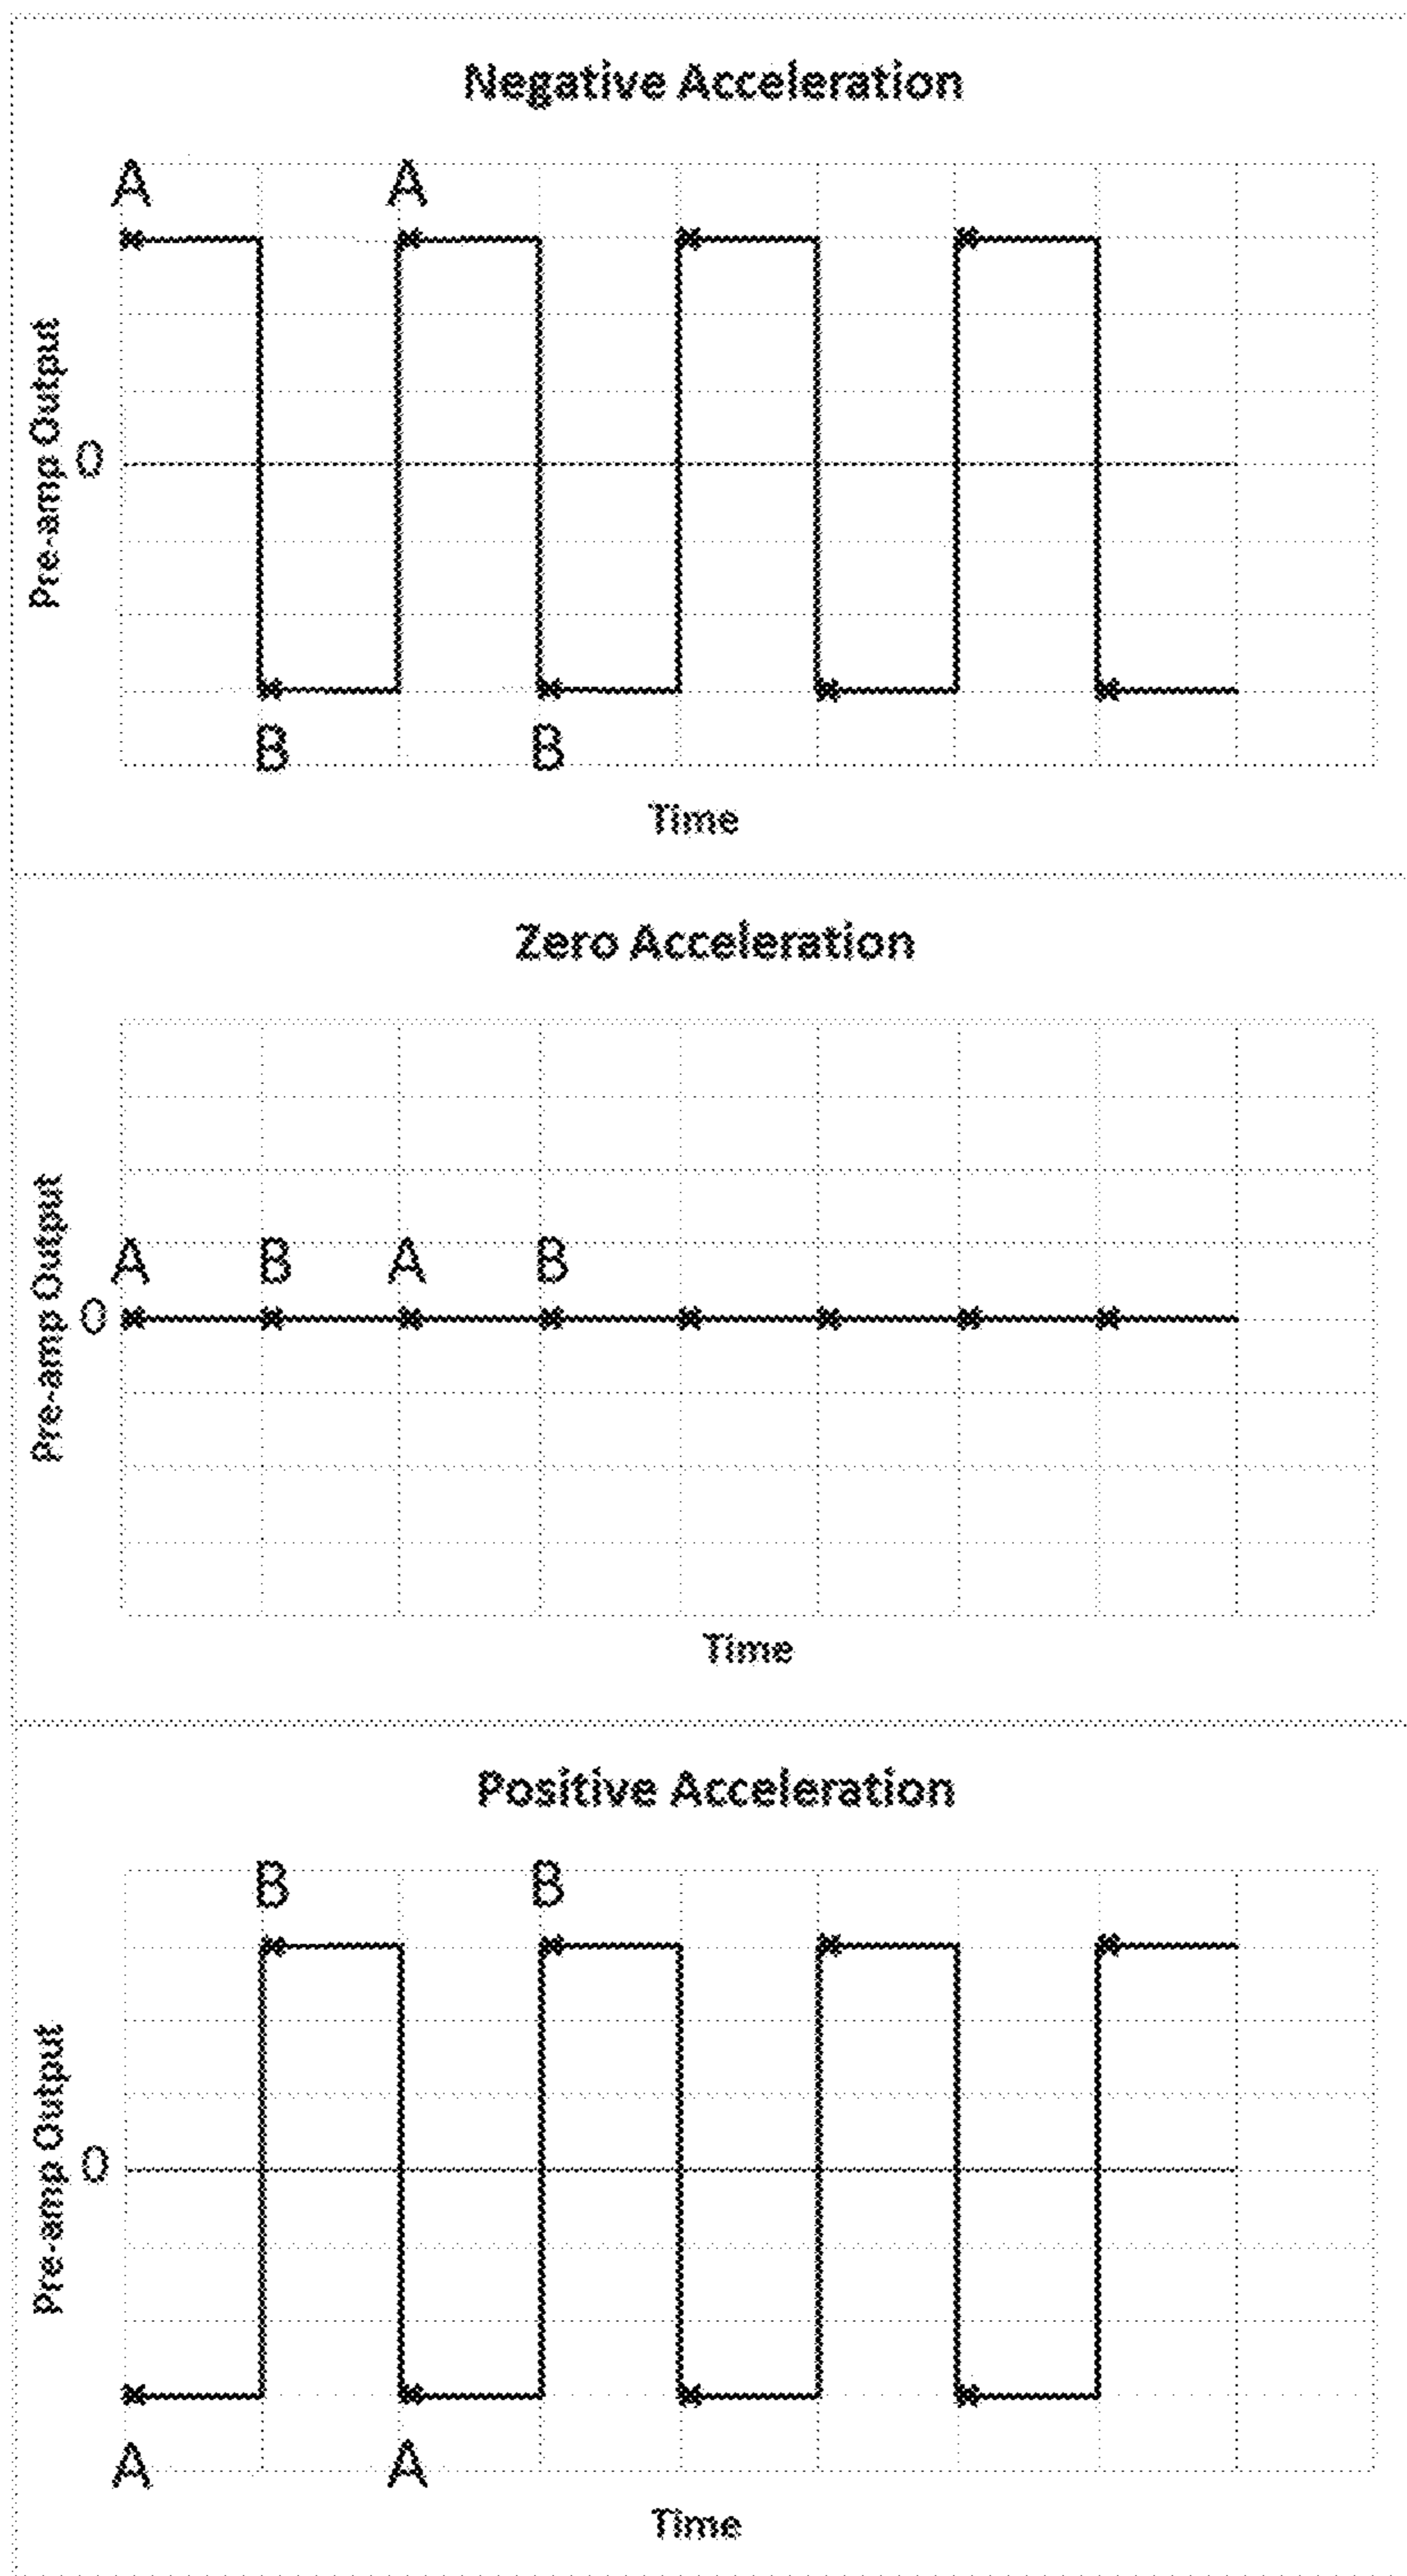 Negative Acceleration
A A
Pre-amp Output
0
B B
Time
Zero Acceleration
A B A B
Pre-amp Output
0
Time
Positive Acceleration
B B
Pre-amp Output
0
A A
Time